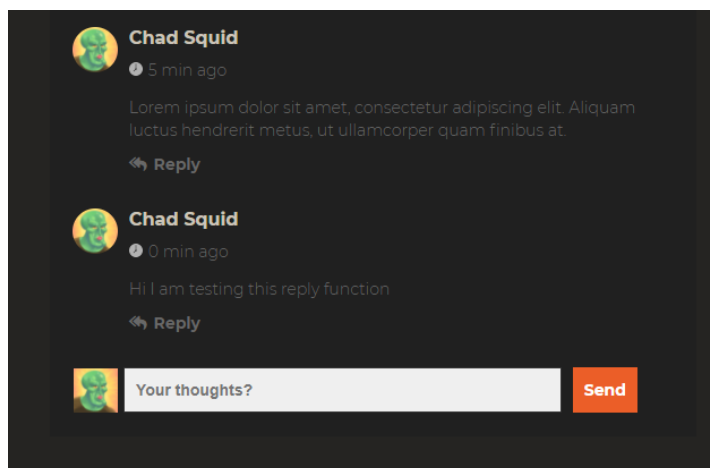 Chad Squid
5 min ago
Lorem ipsum dolor sit amet, consectetur adipiscing elit. Aliquam
luctus hendrerit metus, ut ullamcorper quam finibus at.
Reply
Chad Squid
0 min ago
Hi I am testing this reply function
Reply
Your thoughts?
Send